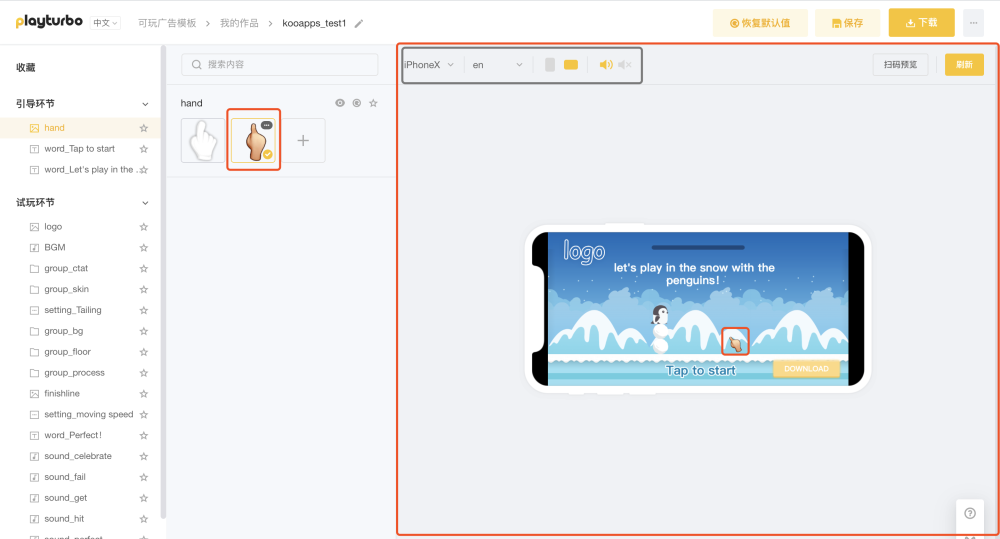 playturbo
中文
可玩广告模板
我的作品
kooapps_test1
恢复默认值
保存
下载
收藏
引导环节
hand
word_Tap to start
word_Let's play in the ..
试玩环节
logo
BGM
group_ctat
group_skin
setting_Tailing
group_bg
group_floor
group_process
finishline
setting_moving speed
word_Perfect!
sound_celebrate
sound_fail
sound_get
sound_hit
sound_perfect
搜索内容
hand
iPhoneX
en
扫码预览
刷新
logo
let's play in the snow with the
penguins!
Tap to start
DOWNLOAD